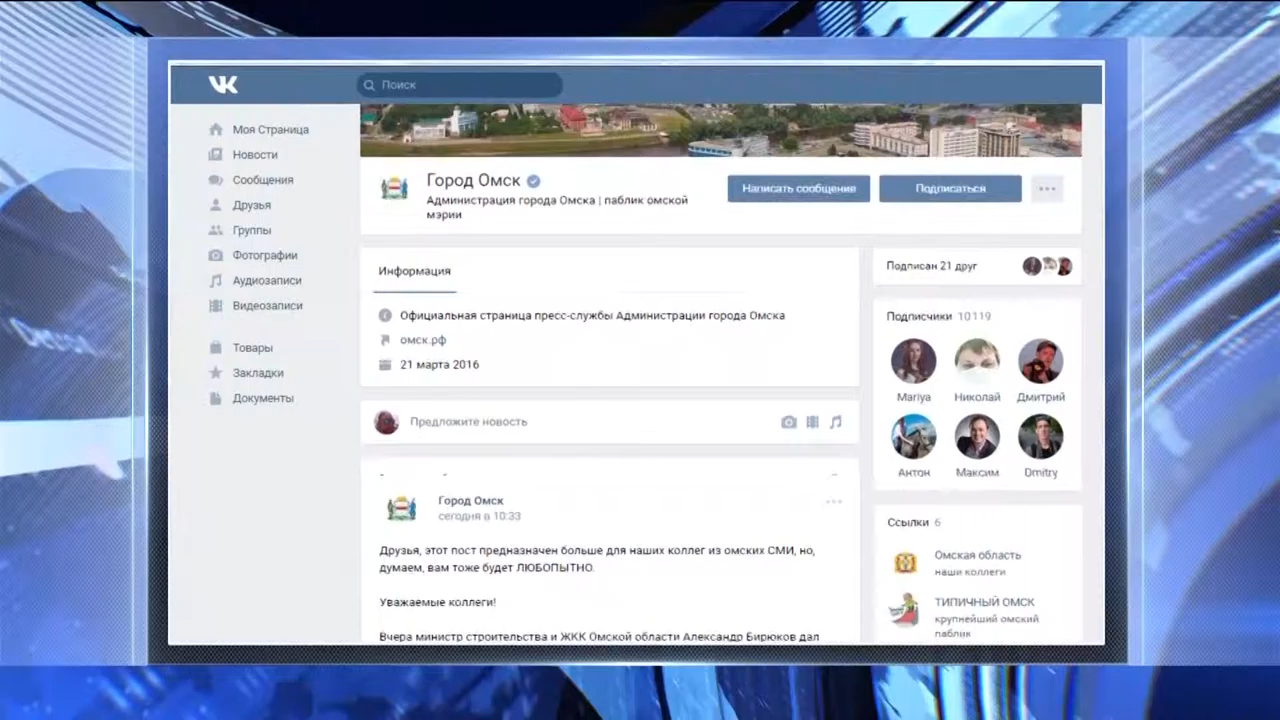 VK
Поиск
Моя Страница
Новости
Сообщения
Друзья
Группы
Фотографии
Аудиозаписи
Видеозаписи
Товары
Закладки
Документы
Город Омск
Администрация города Омска | паблик омской
мэрии
Написать сообщение
Подписаться
Информация
Официальная страница пресс-службы Администрации города Омска
омск.рф
21 марта 2016
Предложите новость
Город Омск
сегодня в 10:33
Друзья, этот пост предназначен больше для наших коллег из омских СМИ, но,
думаем, вам тоже будет ЛЮБОПЫТНО.
Уважаемые коллеги!
Вчера министр строительства и ЖКК Омской области Александр Бирюков дал
Подписан 21 друг
Подписчики 10119
Mariya
Николай
Дмитрий
Антон
Максим
Dmitry
Ссылки 6
Омская область
наши коллеги
ТИПИЧНЫЙ ОМСК
крупнейший омский
паблик